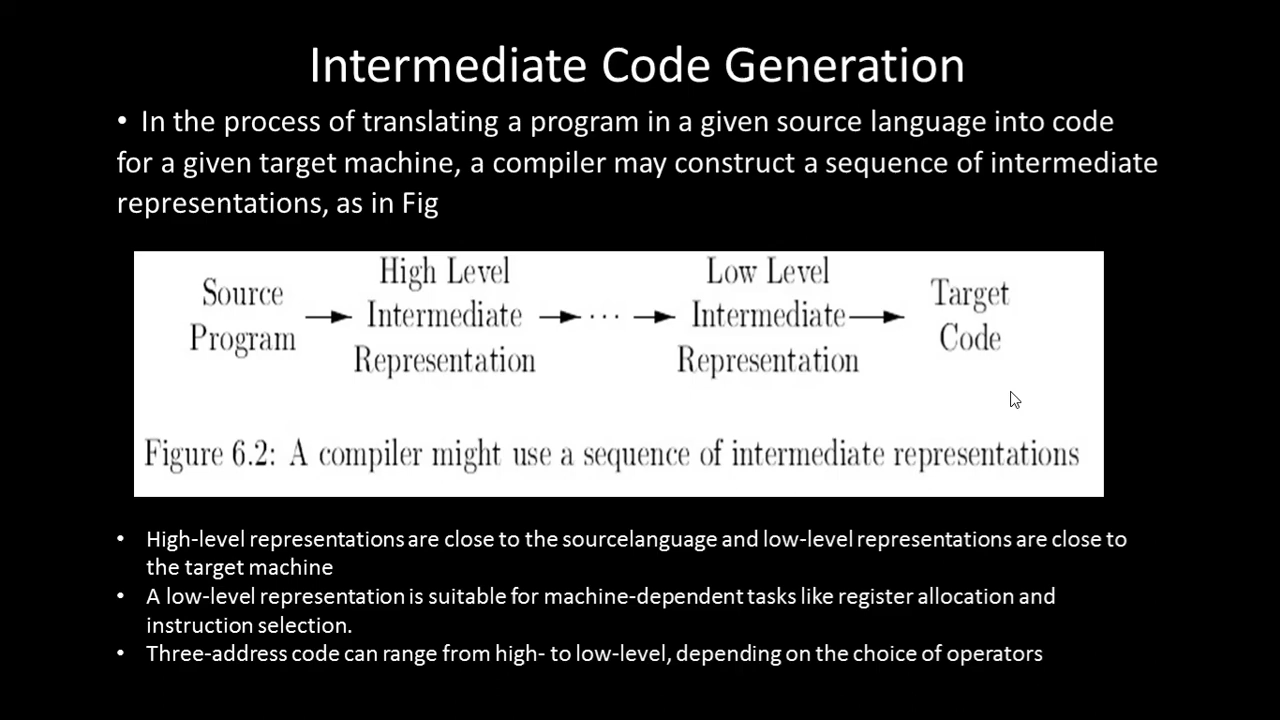 Intermediate Code Generation
• In the process of translating a program in a given source language into code
for a given target machine, a compiler may construct a sequence of intermediate
representations, as in Fig
Source
Program
High Level
Intermediate
Representation
...
Low Level
Intermediate
Representation
Target
Code
Figure 6.2: A compiler might use a sequence of intermediate representations
• High-level representations are close to the sourcelanguage and low-level representations are close to
the target machine
• A low-level representation is suitable for machine-dependent tasks like register allocation and
instruction selection.
• Three-address code can range from high- to low-level, depending on the choice of operators